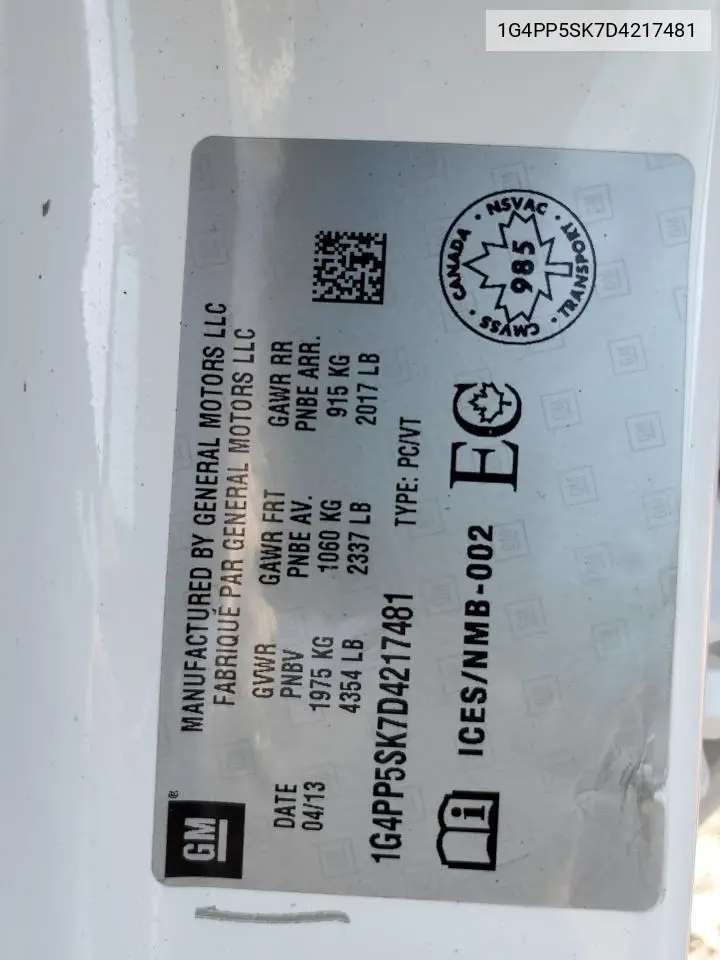 1G4PP5SK7D4217481
GM®
MANUFACTURED BY GENERAL MOTORS LLC
FABRIQUÉ PAR GENERAL MOTORS LLC
DATE GVWR GAWR FRT GAWR RR
04/13 PNBV PNBE AV. PNBE ARR.
1975 KG 1060 KG 915 KG
4354 LB 2337 LB 2017 LB
1G4PP5SK7D4217481 TYPE: PC/VT
ICES/NMB-002 EC
CANADA · NSVAC · TRANSPORT · CMVSS ·
985